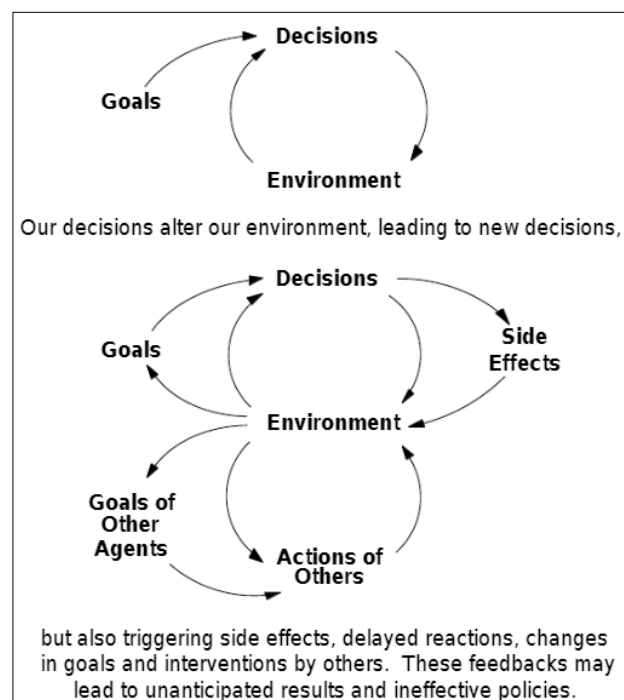 Decisions
Goals
Environment
Our decisions alter our environment, leading to new decisions,
Decisions
Goals
Side
Effects
Environment
Goals of
Other
Agents
Actions of
Others
but also triggering side effects, delayed reactions, changes
in goals and interventions by others.  These feedbacks may
lead to unanticipated results and ineffective policies.